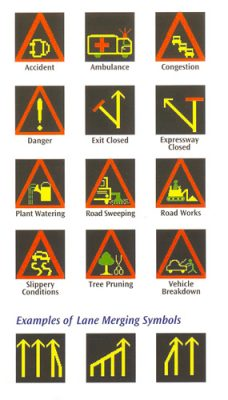 Accident Ambulance Congestion
Danger Exit Closed Expressway
Closed
Plant Watering Road Sweeping Road Works
Slippery
Conditions
Tree Pruning Vehicle
Breakdown
Examples of Lane Merging Symbols